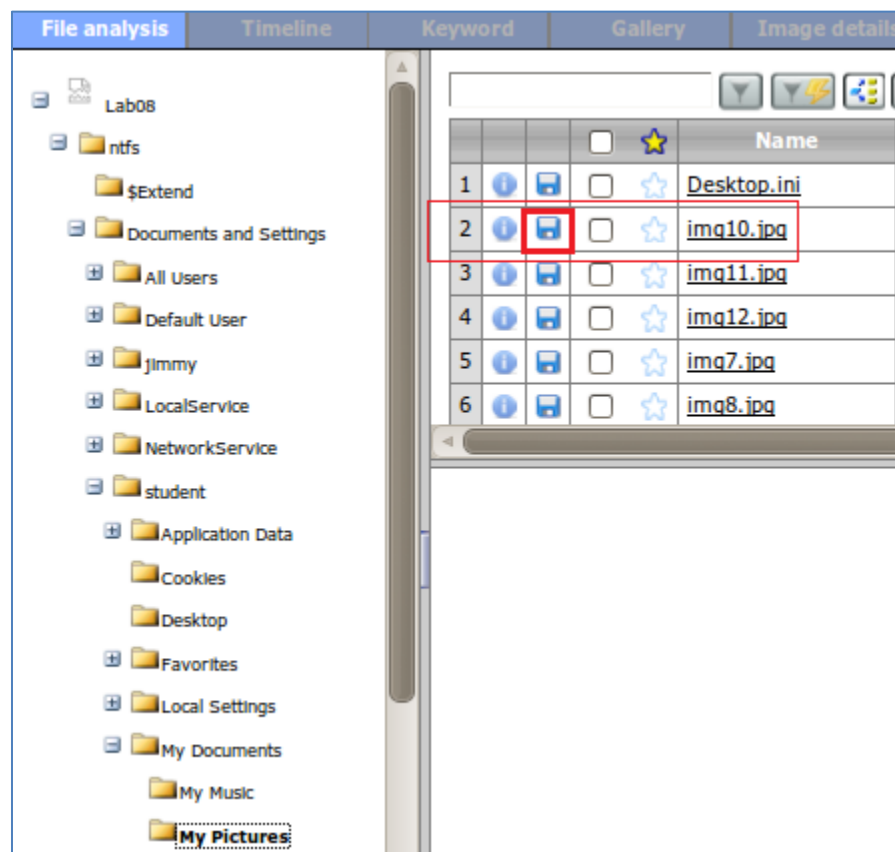 File analysis Timeline Keyword Gallery Image details
Lab08
ntfs
$Extend
Documents and Settings
All Users
Default User
jimmy
LocalService
NetworkService
student
Application Data
Cookies
Desktop
Favorites
Local Settings
My Documents
My Music
My Pictures
Name
1 Desktop.ini
2 img10.jpg
3 img11.jpg
4 img12.jpg
5 img7.jpg
6 img8.jpg